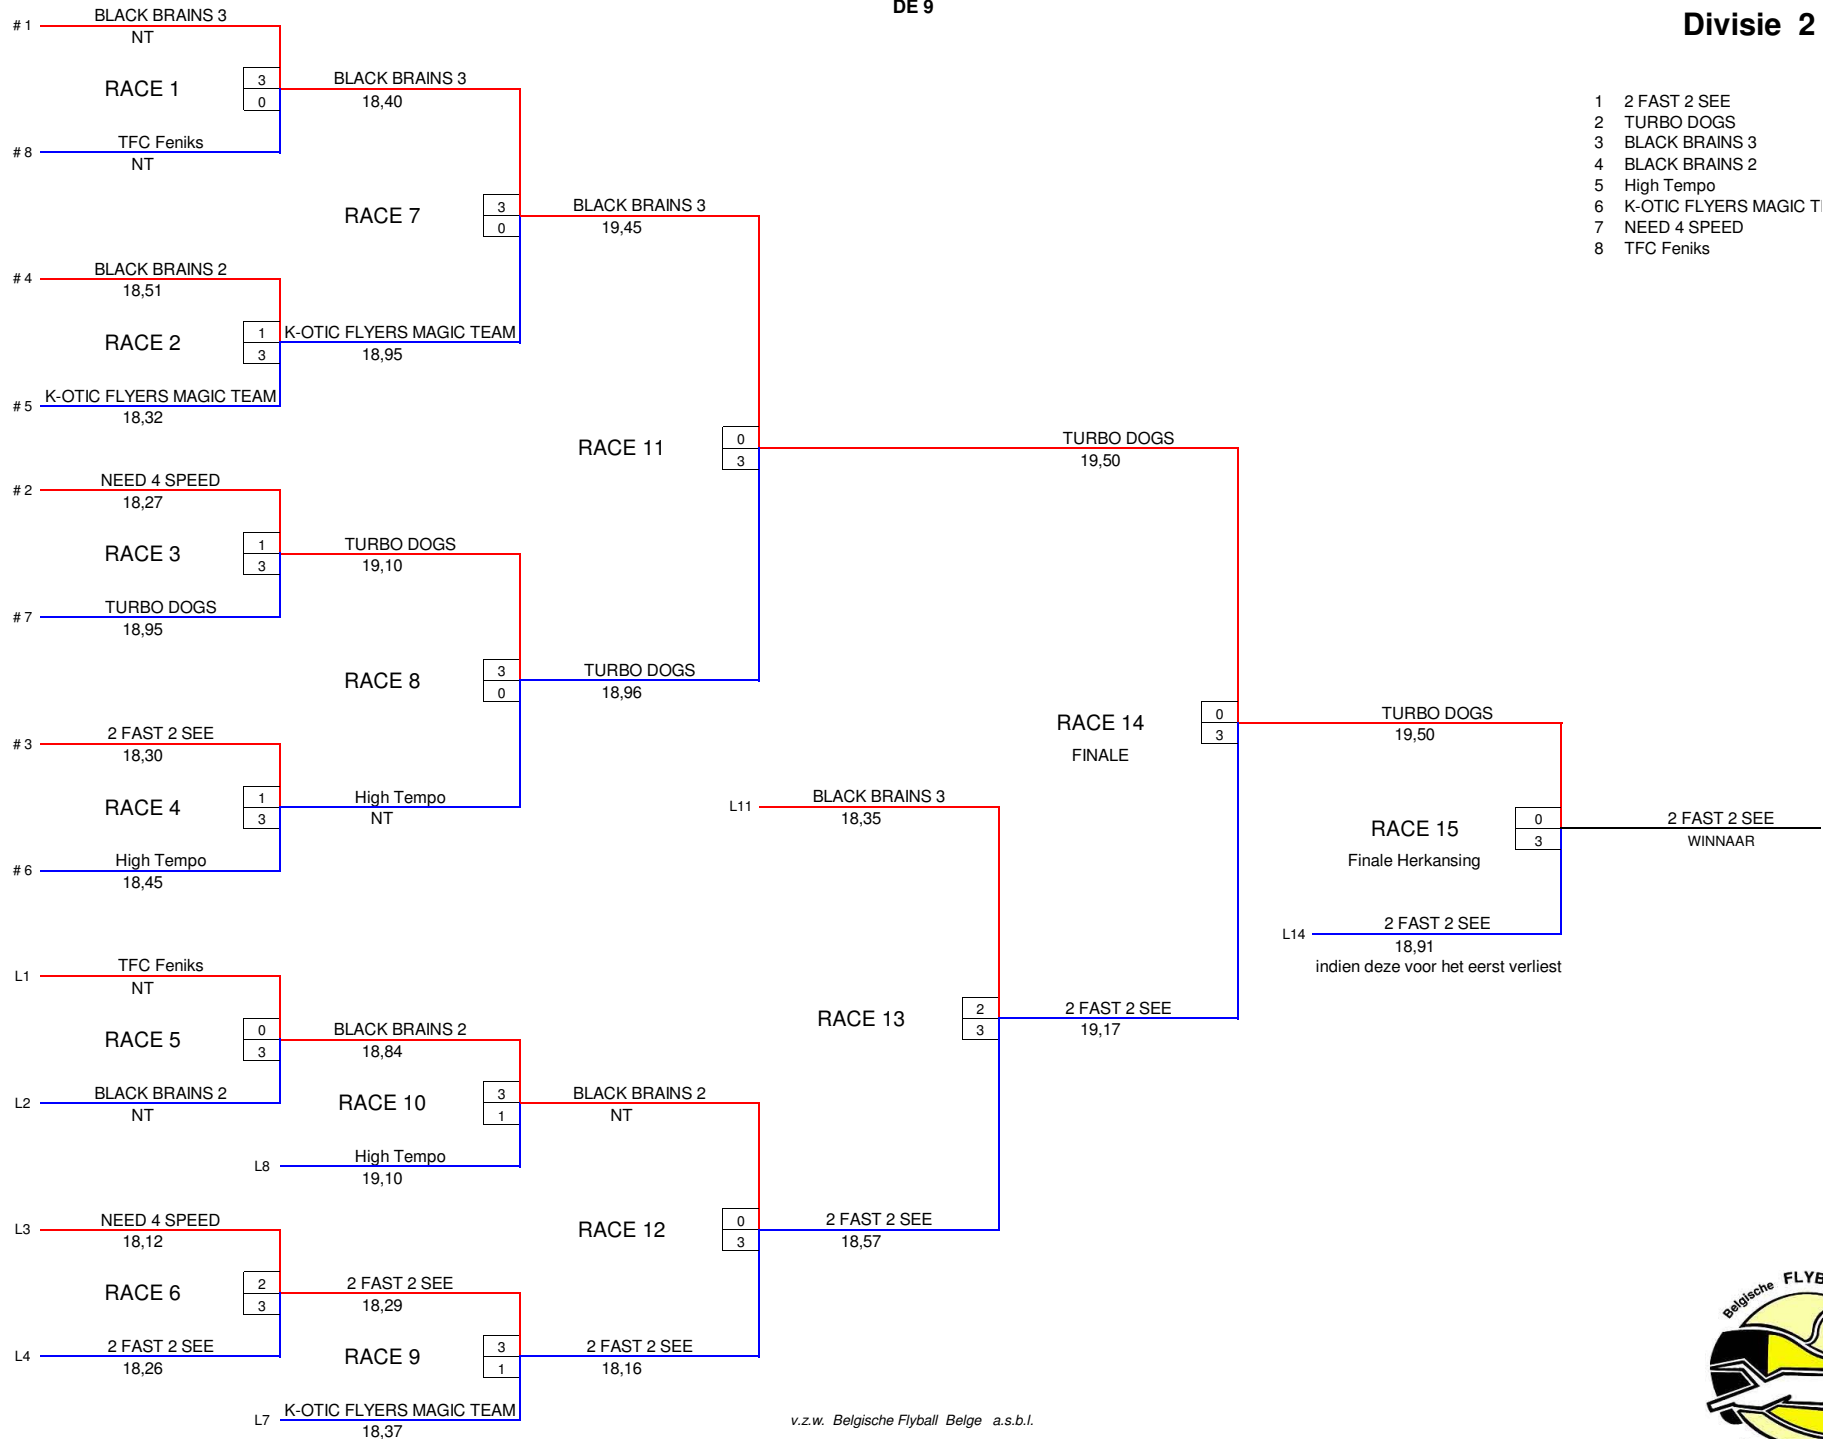 DE 9
Divisie 2
1 2 FAST 2 SEE
2 TURBO DOGS
3 BLACK BRAINS 3
4 BLACK BRAINS 2
5 High Tempo
6 K-OTIC FLYERS MAGIC
7 NEED 4 SPEED
8 TFC Feniks
# 1 BLACK BRAINS 3
NT
RACE 1 3
0
BLACK BRAINS 3
18,40
# 8 TFC Feniks
NT
RACE 7 3
0
BLACK BRAINS 3
19,45
# 4 BLACK BRAINS 2
18,51
RACE 2 1
3
K-OTIC FLYERS MAGIC TEAM
18,95
# 5 K-OTIC FLYERS MAGIC TEAM
18,32
RACE 11 0
3
TURBO DOGS
19,50
# 2 NEED 4 SPEED
18,27
RACE 3 1
3
TURBO DOGS
19,10
# 7 TURBO DOGS
18,95
RACE 8 3
0
TURBO DOGS
18,96
# 3 2 FAST 2 SEE
18,30
RACE 4 1
3
High Tempo
NT
# 6 High Tempo
18,45
RACE 14 0
3
FINALE
TURBO DOGS
19,50
L11 BLACK BRAINS 3
18,35
RACE 15 0
3
Finale Herkansing
2 FAST 2 SEE
WINNAAR
L14 2 FAST 2 SEE
18,91
indien deze voor het eerst verliest
L1 TFC Feniks
NT
RACE 5 0
3
BLACK BRAINS 2
18,84
L2 BLACK BRAINS 2
NT
RACE 13 2
3
2 FAST 2 SEE
19,17
RACE 10 3
1
BLACK BRAINS 2
NT
L8 High Tempo
19,10
L3 NEED 4 SPEED
18,12
RACE 12 0
3
2 FAST 2 SEE
18,57
RACE 6 2
3
2 FAST 2 SEE
18,29
L4 2 FAST 2 SEE
18,26
RACE 9 3
1
2 FAST 2 SEE
18,16
L7 K-OTIC FLYERS MAGIC TEAM
18,37
v.z.w. Belgische Flyball Belge a.s.b.l.
Belgische